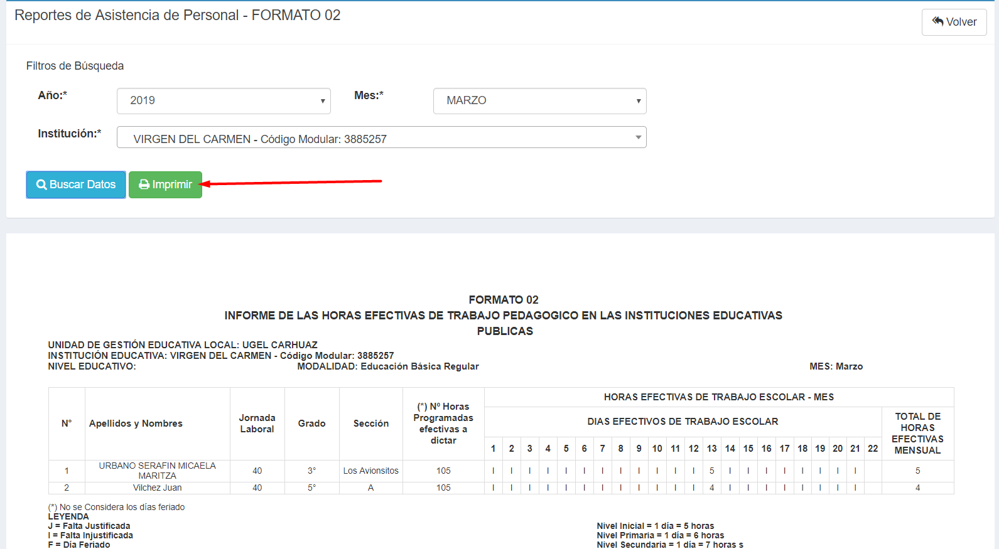 Reportes de Asistencia de Personal - FORMATO 02
Volver
Filtros de Búsqueda
Año:* 2019 Mes:* MARZO
Institución:* VIRGEN DEL CARMEN - Código Modular: 3885257
Buscar Datos Imprimir
FORMATO 02
INFORME DE LAS HORAS EFECTIVAS DE TRABAJO PEDAGOGICO EN LAS INSTITUCIONES EDUCATIVAS
PUBLICAS
UNIDAD DE GESTIÓN EDUCATIVA LOCAL: UGEL CARHUAZ
INSTITUCIÓN EDUCATIVA: VIRGEN DEL CARMEN - Código Modular: 3885257
NIVEL EDUCATIVO: MODALIDAD: Educación Básica Regular MES: Marzo
N° Apellidos y Nombres Jornada Laboral Grado Sección (*) Nº Horas Programadas efectivas a dictar
HORAS EFECTIVAS DE TRABAJO ESCOLAR - MES
DIAS EFECTIVOS DE TRABAJO ESCOLAR
TOTAL DE HORAS EFECTIVAS MENSUAL
1 2 3 4 5 6 7 8 9 10 11 12 13 14 15 16 17 18 19 20 21 22
1 URBANO SERAFIN MICAELA MARITZA 40 3° Los Avionsitos 105 I I I I I I I I I I I I 5 I I I I I I I I 5
2 Vilchez Juan 40 5° A 105 I I I I I I I I I I I I 4 I I I I I I I I 4
(*) No se Considera los días feriado
LEYENDA
J = Falta Justificada
I = Falta Injustificada
F = Día Feriado
Nivel Inicial = 1 día = 5 horas
Nivel Primaria = 1 día = 6 horas
Nivel Secundaria = 1 día = 7 horas s